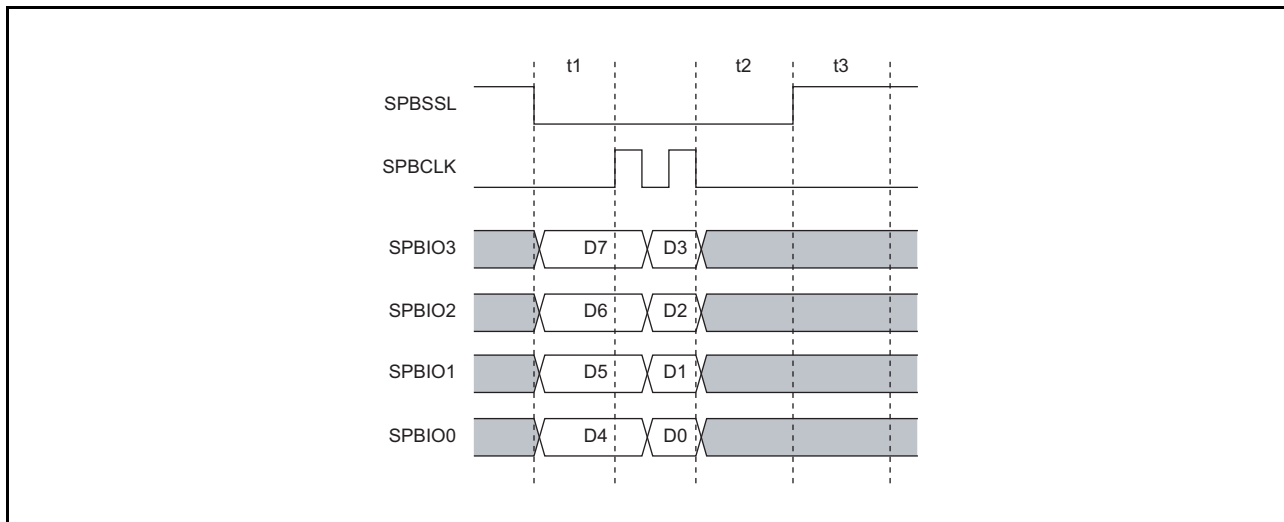 t1 t2 t3
SPBSSL
SPBCLK
SPBIO3 D7 D3
SPBIO2 D6 D2
SPBIO1 D5 D1
SPBIO0 D4 D0